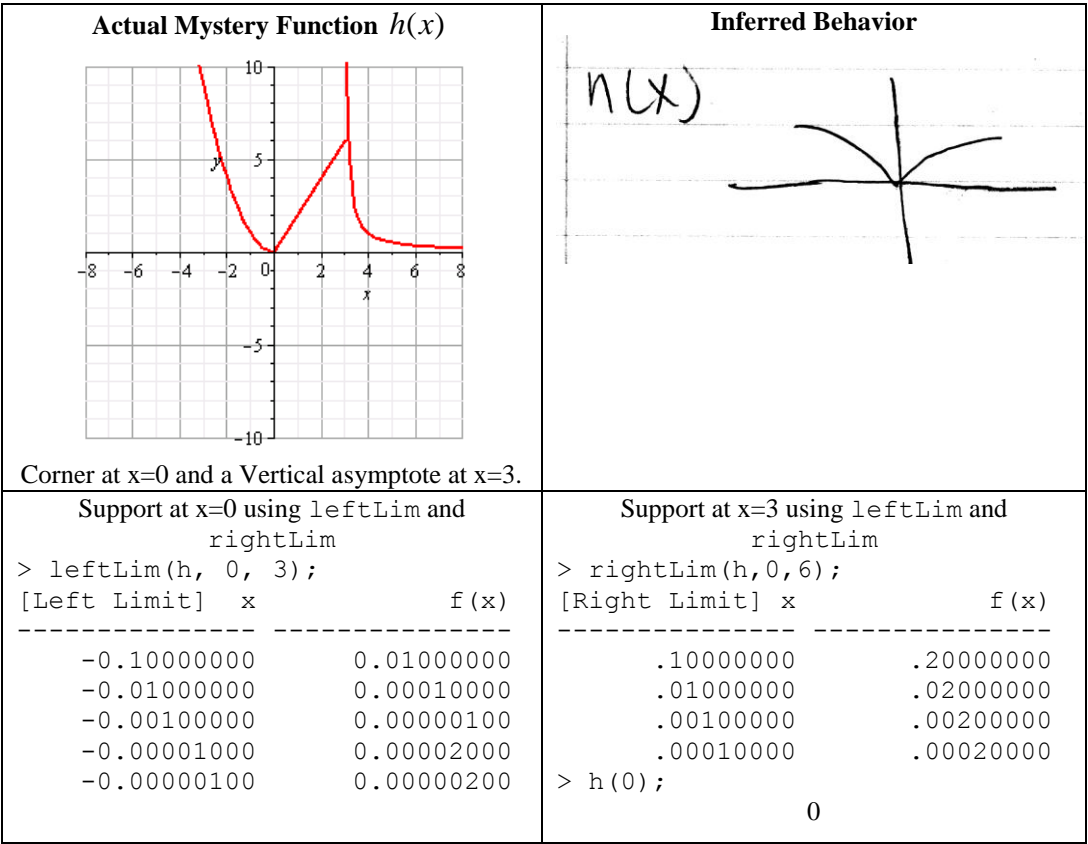 Actual Mystery Function h(x)
10
5
y
-8 -6 -4 -2 0 2 4 6 8
x
-5
-10
Corner at x=0 and a Vertical asymptote at x=3.
Inferred Behavior
h(x)
Support at x=0 using leftLim and
rightLim
> leftLim(h, 0, 3);
[Left Limit] x f(x)
--------------- ---------------
-0.10000000 0.01000000
-0.01000000 0.00010000
-0.00100000 0.00000100
-0.00001000 0.00002000
-0.00000100 0.00000200
Support at x=3 using leftLim and
rightLim
> rightLim(h,0,6);
[Right Limit] x f(x)
--------------- ---------------
.10000000 .20000000
.01000000 .02000000
.00100000 .00200000
.00010000 .00020000
> h(0);
0